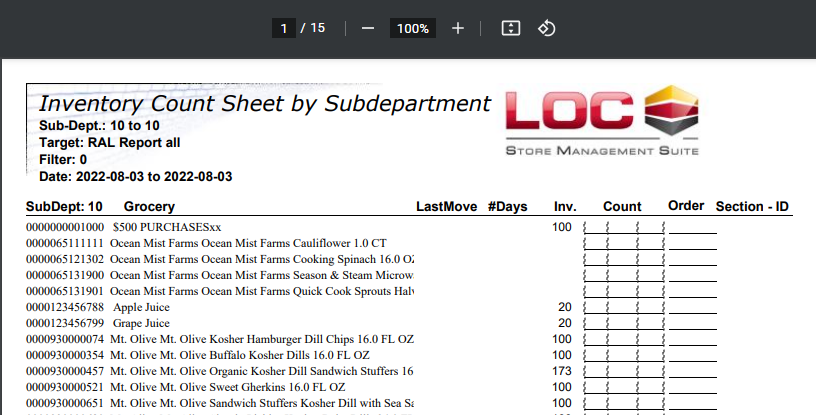 1 / 15 100%
Inventory Count Sheet by Subdepartment
LOC
STORE MANAGEMENT SUITE
Sub-Dept.: 10 to 10
Target: RAL Report all
Filter: 0
Date: 2022-08-03 to 2022-08-03
SubDept: 10 Grocery LastMove #Days Inv. Count Order Section - ID
0000000001000 $500 PURCHASESxx 100
0000065111111 Ocean Mist Farms Ocean Mist Farms Cauliflower 1.0 CT
0000065121302 Ocean Mist Farms Ocean Mist Farms Cooking Spinach 16.0 OZ
0000065131900 Ocean Mist Farms Ocean Mist Farms Season & Steam Microw
0000065131901 Ocean Mist Farms Ocean Mist Farms Quick Cook Sprouts Halv
0000123456788 Apple Juice 20
0000123456799 Grape Juice 20
0000930000074 Mt. Olive Mt. Olive Kosher Hamburger Dill Chips 16.0 FL OZ 100
0000930000354 Mt. Olive Mt. Olive Buffalo Kosher Dills 16.0 FL OZ 100
0000930000457 Mt. Olive Mt. Olive Organic Kosher Dill Sandwich Stuffers 16 173
0000930000521 Mt. Olive Mt. Olive Sweet Gherkins 16.0 FL OZ 100
0000930000651 Mt. Olive Mt. Olive Sandwich Stuffers Kosher Dill with Sea Sa 100